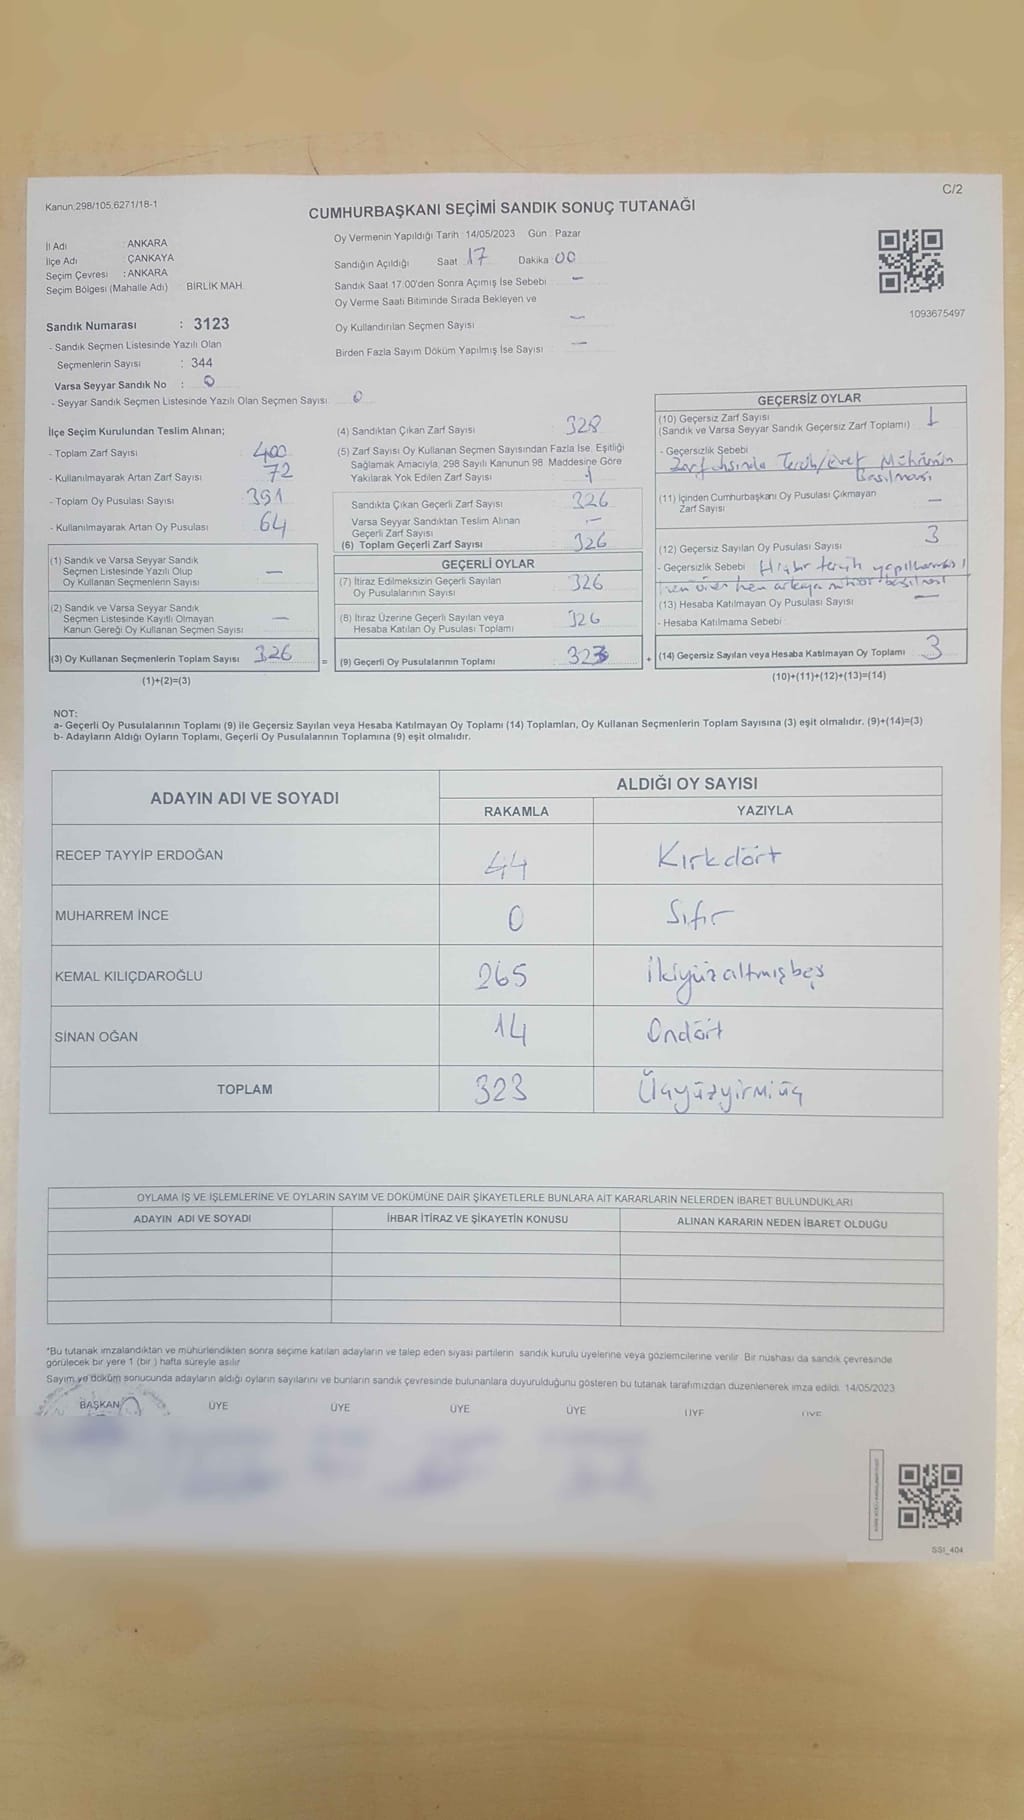 C/2
Kanun:298/105,6271/18-1
CUMHURBAŞKANI SEÇİMİ SANDIK SONUÇ TUTANAĞI
İl Adı : ANKARA
İlçe Adı : ÇANKAYA
Seçim Çevresi : ANKARA
Seçim Bölgesi (Mahalle Adı) : BİRLİK MAH.
Sandık Numarası : 3123
- Sandık Seçmen Listesinde Yazılı Olan
Seçmenlerin Sayısı : 344
Varsa Seyyar Sandık No : 0
- Seyyar Sandık Seçmen Listesinde Yazılı Olan Seçmen Sayısı: 0
Oy Vermenin Yapıldığı Tarih :14/05/2023 Gün : Pazar
Sandığın Açıldığı Saat 17 Dakika 00
Sandık Saat 17:00'den Sonra Açımış İse Sebebi –
Oy Verme Saati Bitiminde Sırada Bekleyen ve
Oy Kullandırılan Seçmen Sayısı –
Birden Fazla Sayım Döküm Yapılmış İse Sayısı –
1093675497
İlçe Seçim Kurulundan Teslim Alınan;
- Toplam Zarf Sayısı 400
- Kullanılmayarak Artan Zarf Sayısı 72
- Toplam Oy Pusulası Sayısı 391
- Kullanılmayarak Artan Oy Pusulası 64
(1) Sandık ve Varsa Seyyar Sandık
Seçmen Listesinde Yazılı Olup
Oy Kullanan Seçmenlerin Sayısı –
(2) Sandık ve Varsa Seyyar Sandık
Seçmen Listesinde Kayıtlı Olmayan
Kanun Gereği Oy Kullanan Seçmen Sayısı –
(3) Oy Kullanan Seçmenlerin Toplam Sayısı 326
(1)+(2)=(3)
=
(4) Sandıktan Çıkan Zarf Sayısı 328
(5) Zarf Sayısı Oy Kullanan Seçmen Sayısından Fazla İse, Eşitliği
Sağlamak Amacıyla, 298 Sayılı Kanunun 98. Maddesine Göre
Yakılarak Yok Edilen Zarf Sayısı 1
Sandıkta Çıkan Geçerli Zarf Sayısı 326
Varsa Seyyar Sandıktan Teslim Alınan
Geçerli Zarf Sayısı –
(6) Toplam Geçerli Zarf Sayısı 326
GEÇERLİ OYLAR
(7) İtiraz Edilmeksizin Geçerli Sayılan
Oy Pusulalarının Sayısı 326
(8) İtiraz Üzerine Geçerli Sayılan veya
Hesaba Katılan Oy Pusulası Toplamı 326
(9) Geçerli Oy Pusulalarının Toplamı 323
+
GEÇERSİZ OYLAR
(10) Geçersiz Zarf Sayısı
(Sandık ve Varsa Seyyar Sandık Geçersiz Zarf Toplamı) 1
- Geçersizlik Sebebi
Zarf üstünde Tercih/evet Mührünün
Basılması
(11) İçinden Cumhurbaşkanı Oy Pusulası Çıkmayan
Zarf Sayısı –
(12) Geçersiz Sayılan Oy Pusulası Sayısı 3
- Geçersizlik Sebebi Hiçbir tercih yapılmaması
hem öne hem arkaya mühür basılması
(13) Hesaba Katılmayan Oy Pusulası Sayısı –
- Hesaba Katılmama Sebebi
(14) Geçersiz Sayılan veya Hesaba Katılmayan Oy Toplamı 3
(10)+(11)+(12)+(13)=(14)
NOT:
a- Geçerli Oy Pusulalarının Toplamı (9) ile Geçersiz Sayılan veya Hesaba Katılmayan Oy Toplamı (14) Toplamları, Oy Kullanan Seçmenlerin Toplam Sayısına (3) eşit olmalıdır. (9)+(14)=(3)
b- Adayların Aldığı Oyların Toplamı, Geçerli Oy Pusulalarının Toplamına (9) eşit olmalıdır.
ADAYIN ADI VE SOYADI ALDIĞI OY SAYISI
RAKAMLA YAZIYLA
RECEP TAYYİP ERDOĞAN 44 Kırkdört
MUHARREM İNCE 0 Sıfır
KEMAL KILIÇDAROĞLU 265 İkiyüzaltmışbeş
SİNAN OĞAN 14 Ondört
TOPLAM 323 Üçyüzyirmiüç
OYLAMA İŞ VE İŞLEMLERİNE VE OYLARIN SAYIM VE DÖKÜMÜNE DAİR ŞİKAYETLERLE BUNLARA AİT KARARLARIN NELERDEN İBARET BULUNDUKLARI
ADAYIN ADI VE SOYADI İHBAR İTİRAZ VE ŞİKAYETİN KONUSU ALINAN KARARIN NEDEN İBARET OLDUĞU
*Bu tutanak imzalandıktan ve mühürlendikten sonra seçime katılan adayların ve talep eden siyasi partilerin sandık kurulu üyelerine veya gözlemcilerine verilir. Bir nüshası da sandık çevresinde
görülecek bir yere 1 (bir ) hafta süreyle asılır
Sayım ve döküm sonucunda adayların aldığı oyların sayılarını ve bunların sandık çevresinde bulunanlara duyurulduğunu gösteren bu tutanak tarafımızdan düzenlenerek imza edildi. 14/05/2023
BAŞKAN ÜYE ÜYE ÜYE ÜYE ÜYE ÜYE
SSI_404